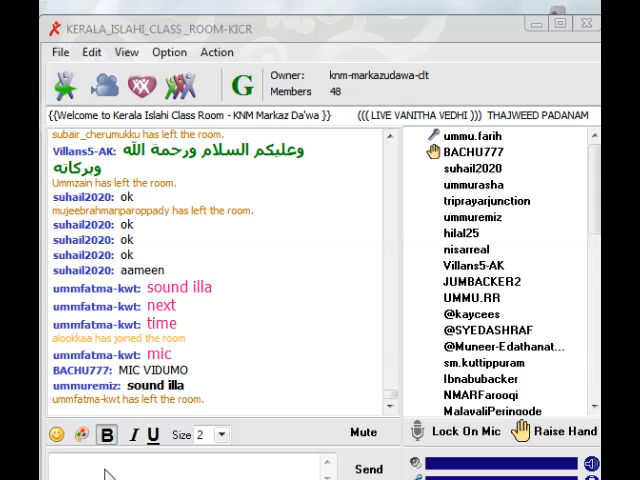 KERALA_ISLAHI_CLASS _ROOM-KICR
File Edit View Option Action
G
Owner: knm-markazudawa-clt
Members 48
{{Welcome to Kerala Islahi Class Room - KNM Markaz Da'wa }} ((( LIVE VANITHA VEDHI ))) THAJWEED PADANAM
subair_cherumukku has left the room.
Villans5-AK: وعليكم السلام ورحمة الله
وبركاته
Ummzain has left the room.
suhail2020: ok
mujeebrahmanparoppady has left the room.
suhail2020: ok
suhail2020: ok
suhail2020: ok
suhail2020: aameen
ummfatma-kwt: sound illa
ummfatma-kwt: next
ummfatma-kwt: time
alookkaa has joined the room
ummfatma-kwt: mic
BACHU777: MIC VIDUMO
ummuremiz: sound illa
ummfatma-kwt has left the room.
ummu.farih
BACHU777
suhail2020
ummurasha
triprayarjunction
ummuremiz
hilal25
nisarreal
Villans5-AK
JUMBACKER2
UMMU.RR
@kaycees
@SYEDASHRAF
@Muneer-Edathanat...
sm.kuttippuram
Ibnabubacker
NMARFarooqi
MalayaliPeringode
B I U Size 2 Mute
Lock On Mic Raise Hand
Send